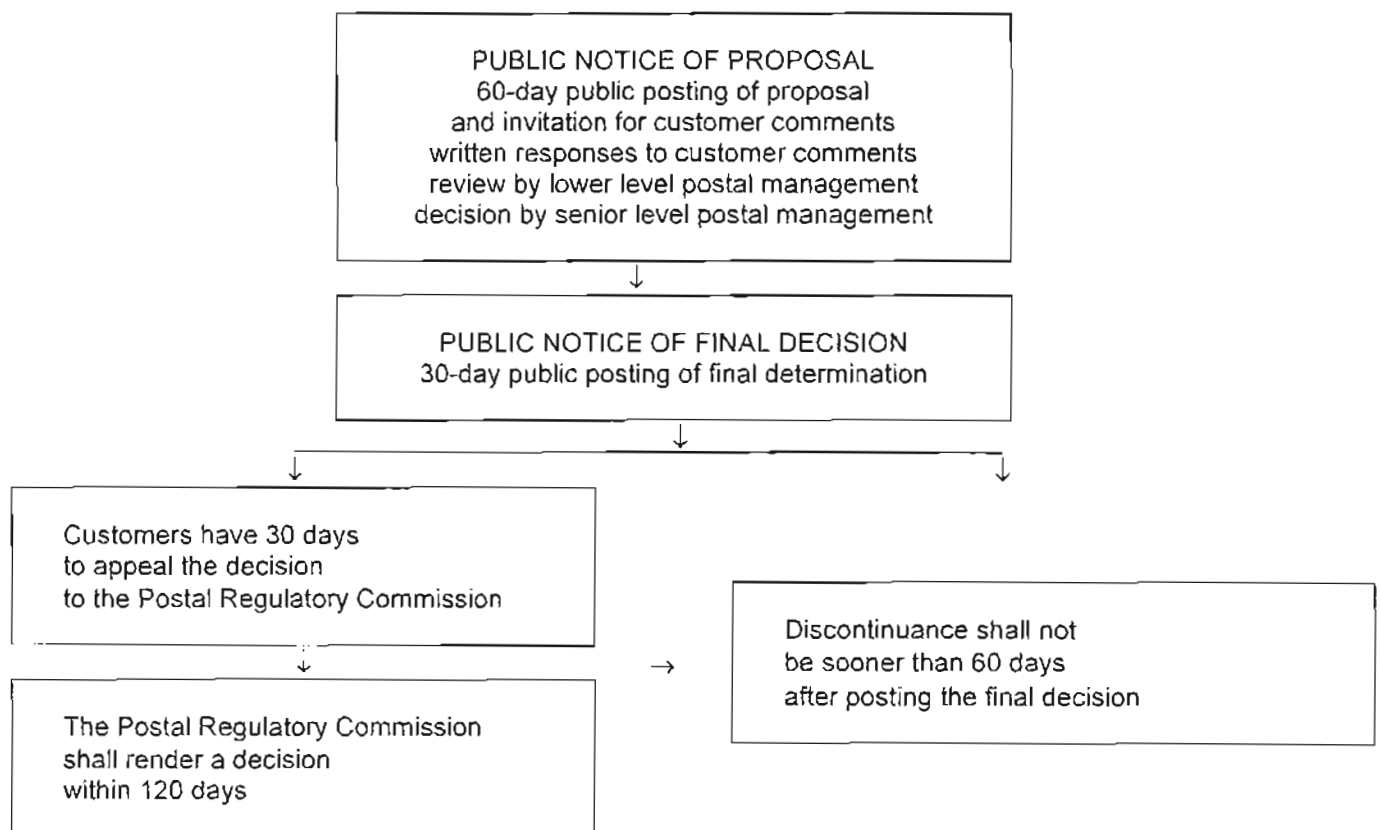 PUBLIC NOTICE OF PROPOSAL
60-day public posting of proposal
and invitation for customer comments
written responses to customer comments
review by lower level postal management
decision by senior level postal management
PUBLIC NOTICE OF FINAL DECISION
30-day public posting of final determination
Customers have 30 days
to appeal the decision
to the Postal Regulatory Commission
The Postal Regulatory Commission
shall render a decision
within 120 days
Discontinuance shall not
be sooner than 60 days
after posting the final decision